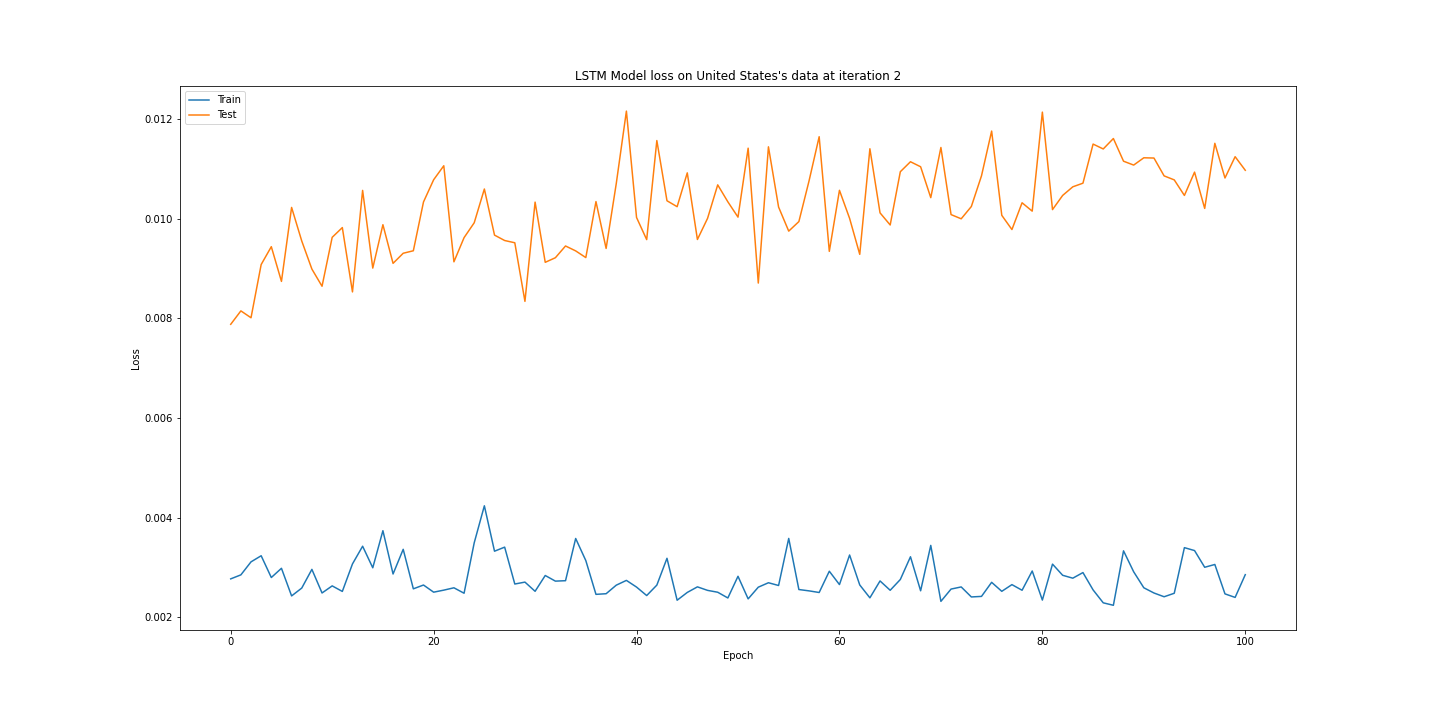 LSTM Model loss on United States's data at iteration 2
Train
Test
0.012
0.010
0.008
0.006
0.004
0.002
Loss
0 20 40 60 80 100
Epoch